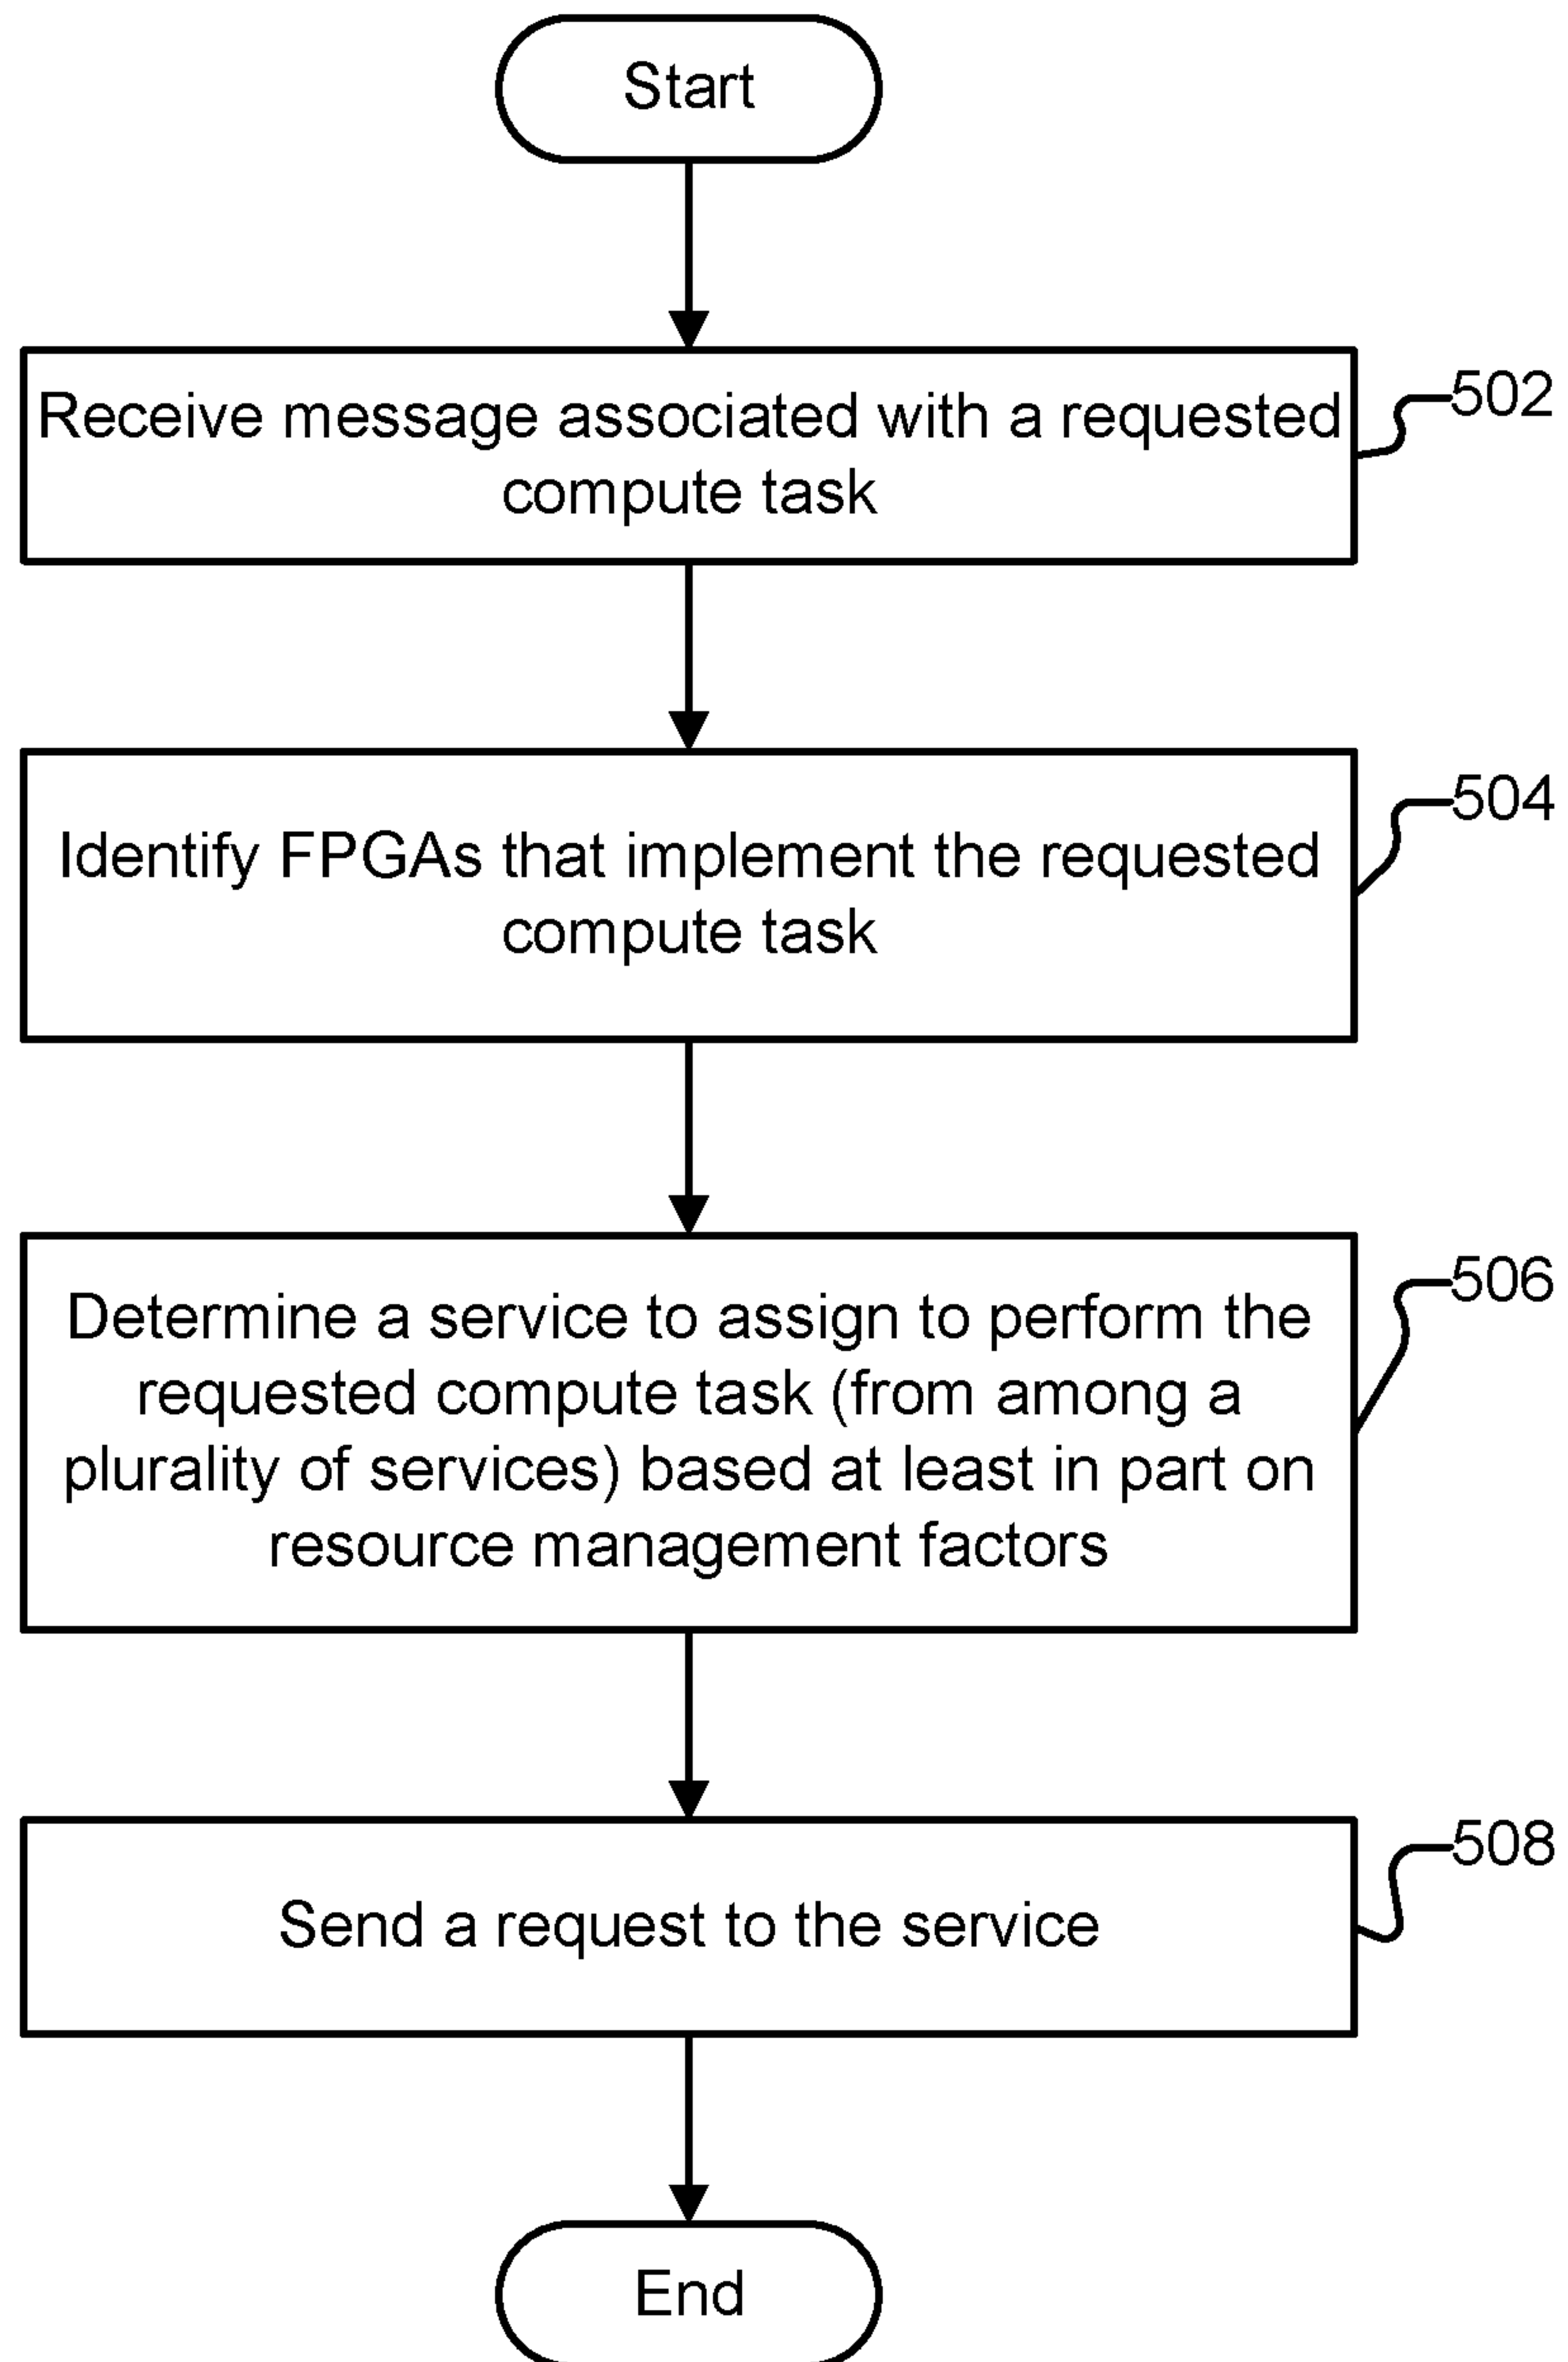 Start
Receive message associated with a requested
compute task
502
Identify FPGAs that implement the requested
compute task
504
Determine a service to assign to perform the
requested compute task (from among a
plurality of services) based at least in part on
resource management factors
506
Send a request to the service
508
End